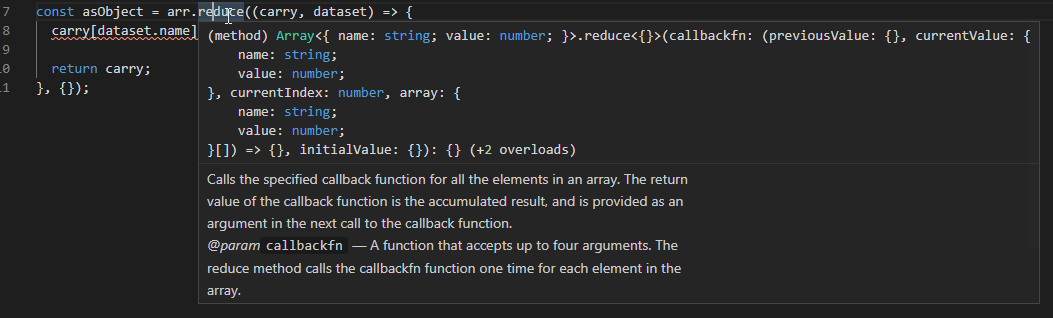 7 const asObject = arr.reduce((carry, dataset) => {
8 carry[dataset.name]
(method) Array<{ name: string; value: number; }>.reduce<{}>(callbackfn: (previousValue: {}, currentValue: {
9 name: string;
10 return carry;
value: number;
11 }, {});
}, currentIndex: number, array: {
name: string;
value: number;
}[]) => {}, initialValue: {}): {} (+2 overloads)
Calls the specified callback function for all the elements in an array. The return
value of the callback function is the accumulated result, and is provided as an
argument in the next call to the callback function.
@param callbackfn — A function that accepts up to four arguments. The
reduce method calls the callbackfn function one time for each element in the
array.